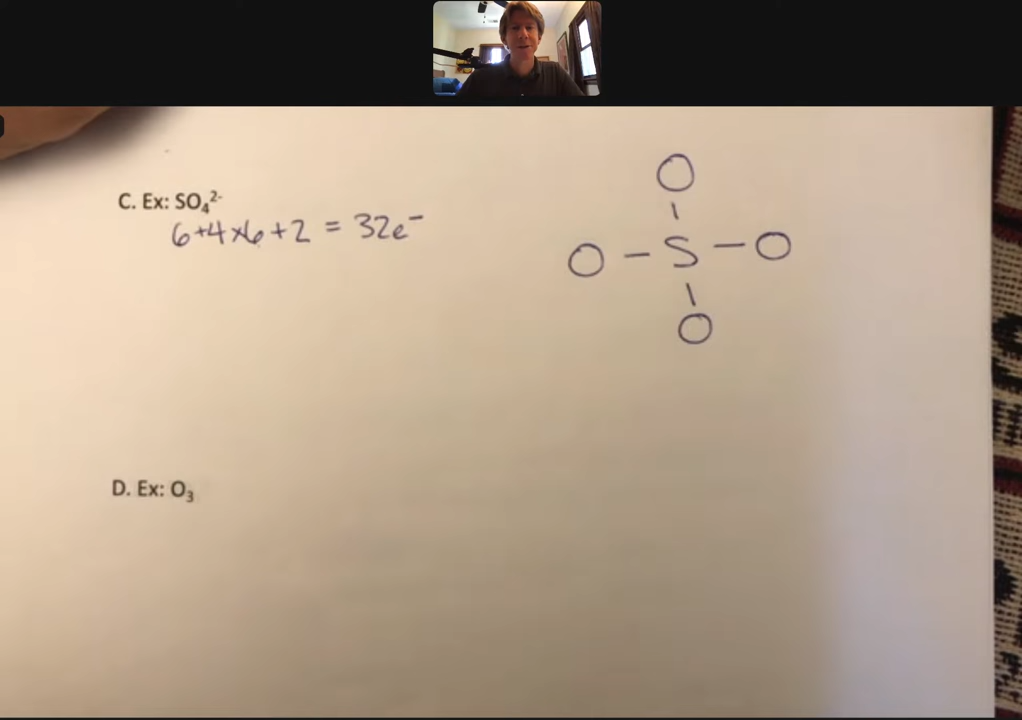 C. Ex: SO₄²⁻
6+4×6+2 = 32e⁻
O
O – S – O
O
D. Ex: O₃